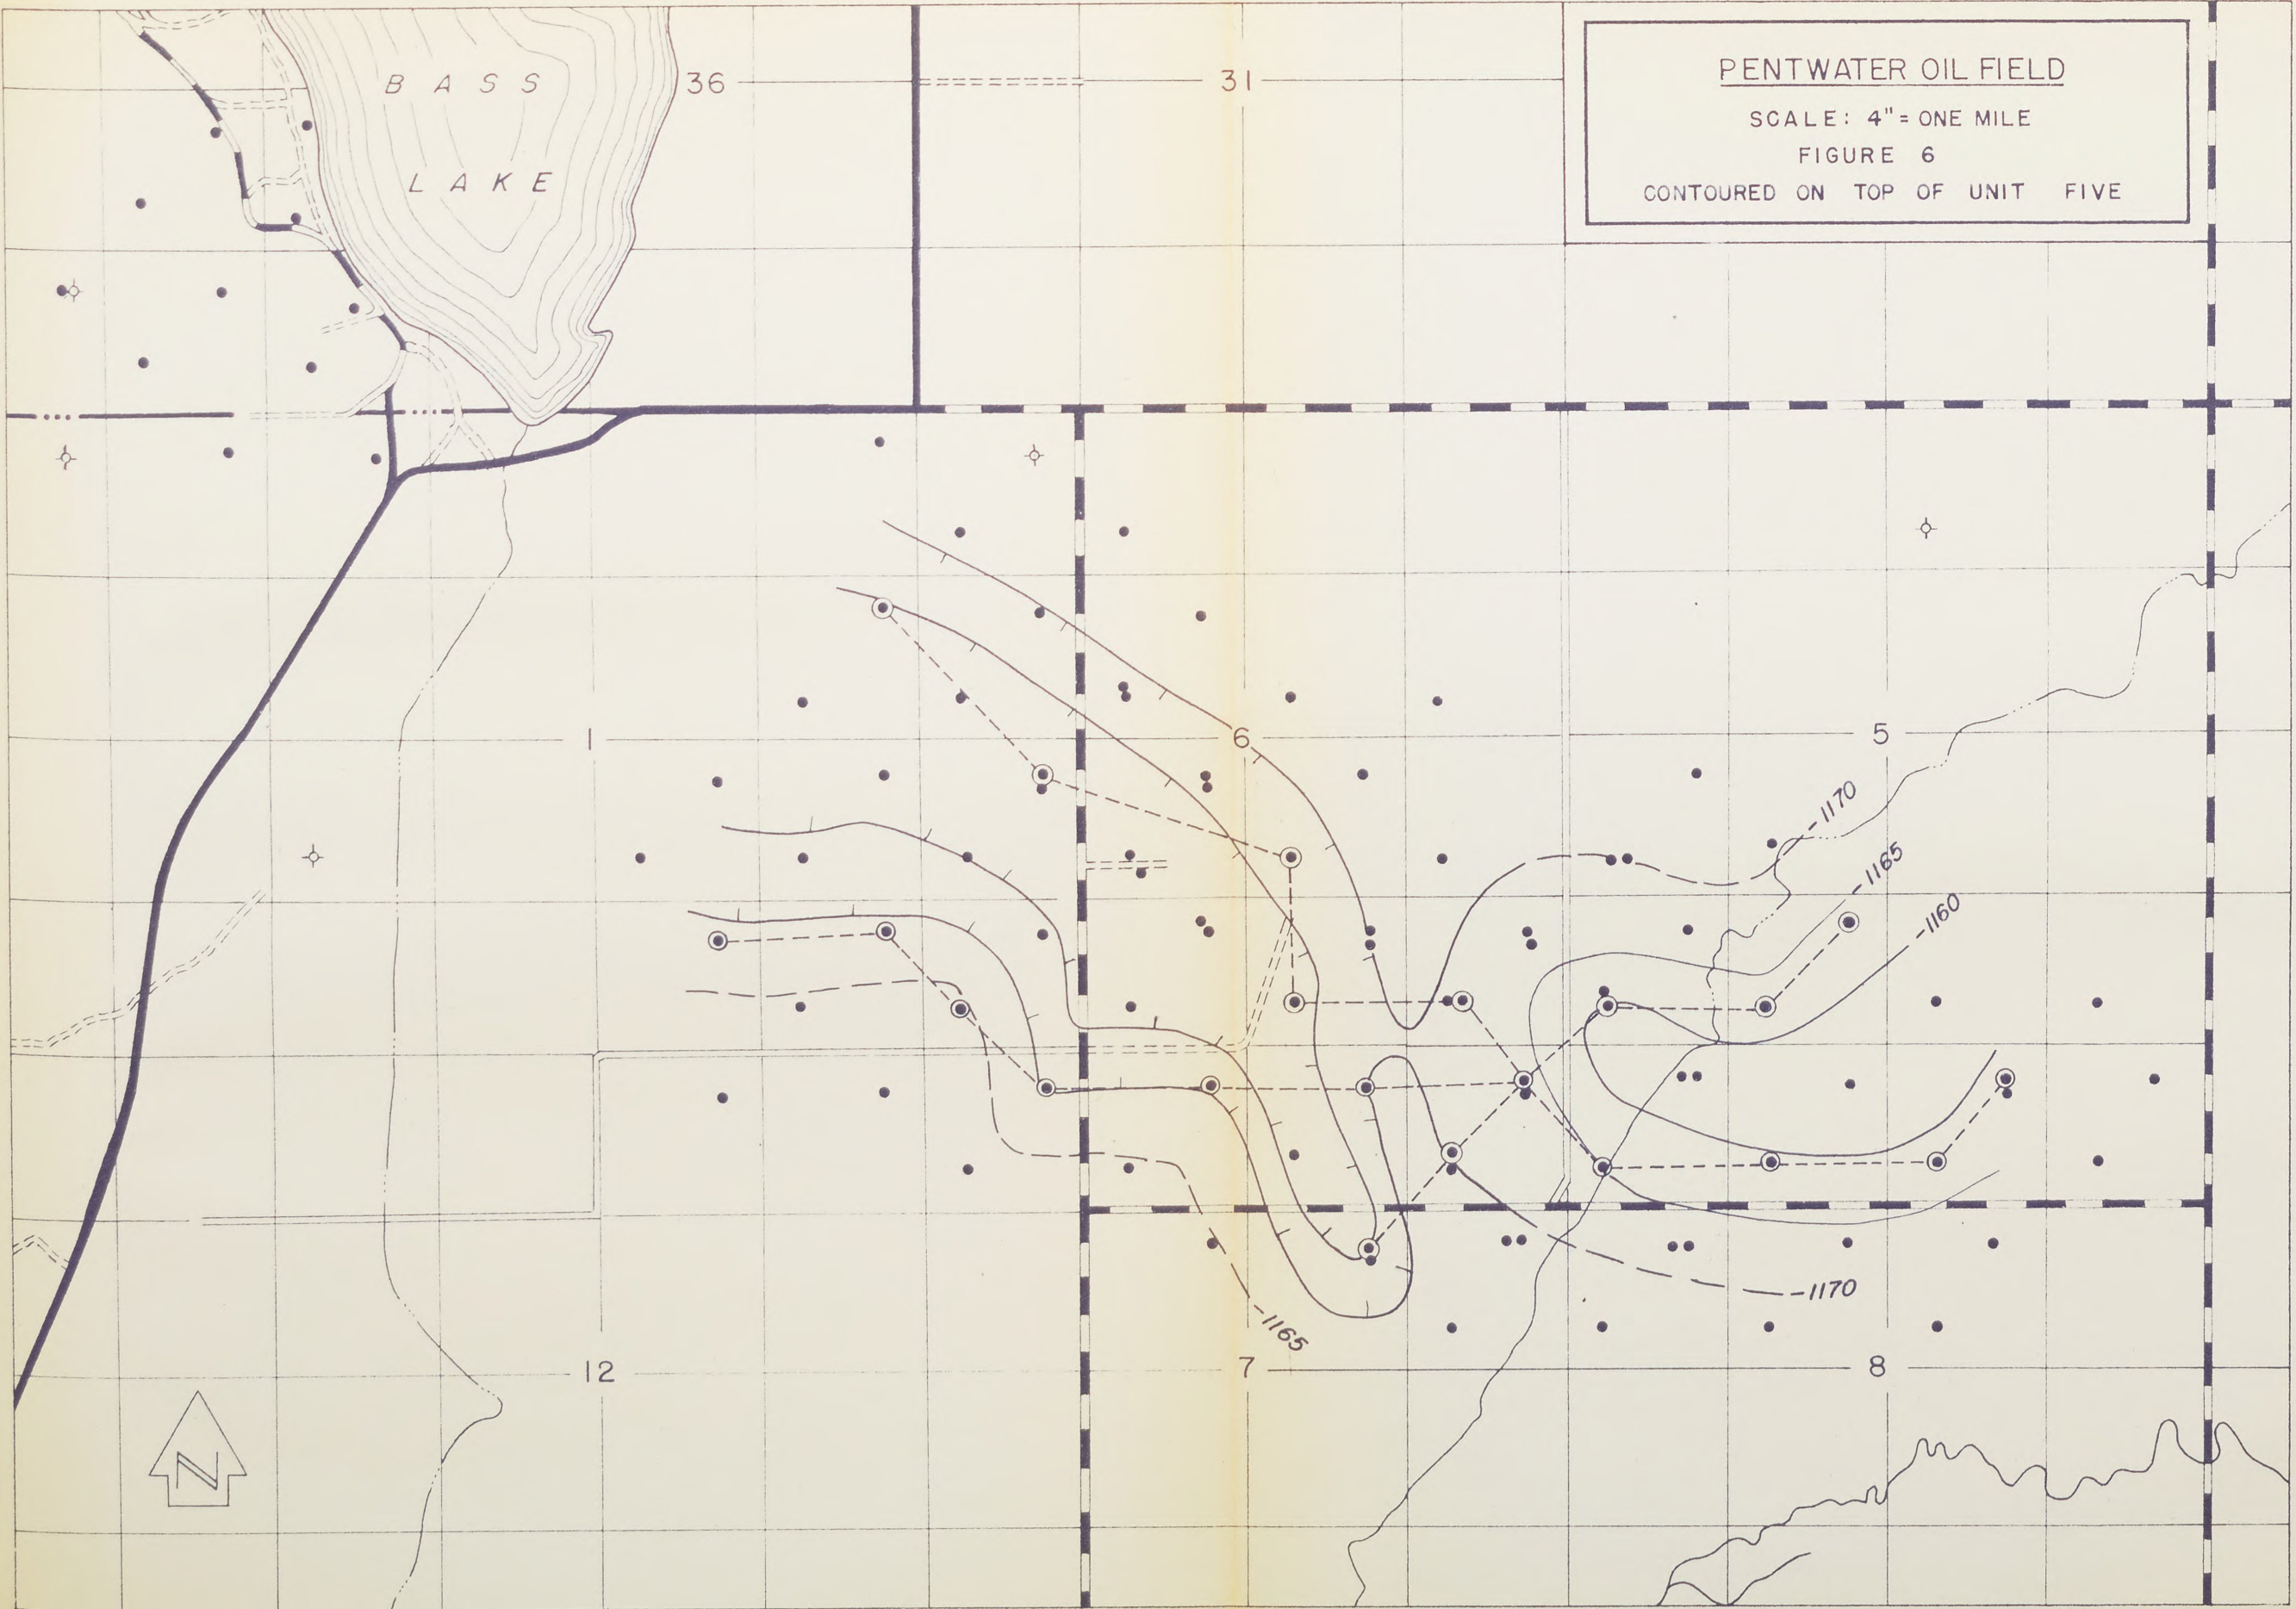 BASS
LAKE
36
31
PENTWATER OIL FIELD
SCALE: 4" = ONE MILE
FIGURE 6
CONTOURED ON TOP OF UNIT FIVE
1
6
5
-1170
-1165
-1160
-1170
-1165
12
7
8
N